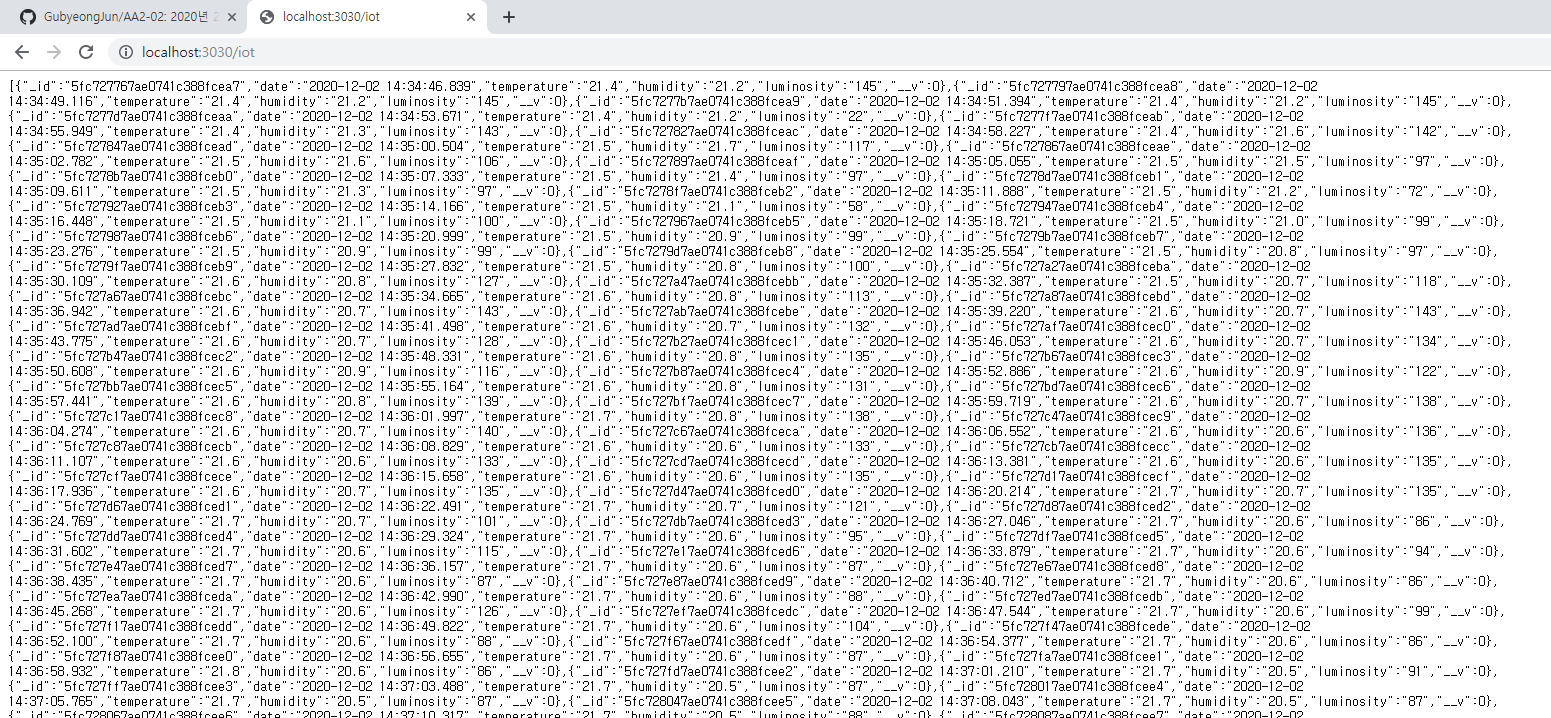 GubyeongJun/AA2-02: 2020년
localhost:3030/iot
localhost:3030/iot
[{"_id":"5fc727767ae0741c388fcea7","date":"2020-12-02 14:34:46.839","temperature":"21.4","humidity":"21.2","luminosity":"145","__v":0},{"_id":"5fc727797ae0741c388fcea8","date":"2020-12-02
14:34:49.116","temperature":"21.4","humidity":"21.2","luminosity":"145","__v":0},{"_id":"5fc7277b7ae0741c388fcea9","date":"2020-12-02 14:34:51.394","temperature":"21.4","humidity":"21.2","luminosity":"145","__v":0},
{"_id":"5fc7277d7ae0741c388fceaa","date":"2020-12-02 14:34:53.671","temperature":"21.4","humidity":"21.2","luminosity":"22","__v":0},{"_id":"5fc7277f7ae0741c388fceab","date":"2020-12-02
14:34:55.949","temperature":"21.4","humidity":"21.3","luminosity":"143","__v":0},{"_id":"5fc727827ae0741c388fceac","date":"2020-12-02 14:34:58.227","temperature":"21.4","humidity":"21.6","luminosity":"142","__v":0},
{"_id":"5fc727847ae0741c388fcead","date":"2020-12-02 14:35:00.504","temperature":"21.5","humidity":"21.7","luminosity":"117","__v":0},{"_id":"5fc727867ae0741c388fceae","date":"2020-12-02
14:35:02.782","temperature":"21.5","humidity":"21.6","luminosity":"106","__v":0},{"_id":"5fc727897ae0741c388fceaf","date":"2020-12-02 14:35:05.055","temperature":"21.5","humidity":"21.5","luminosity":"97","__v":0},
{"_id":"5fc7278b7ae0741c388fceb0","date":"2020-12-02 14:35:07.333","temperature":"21.5","humidity":"21.4","luminosity":"97","__v":0},{"_id":"5fc7278d7ae0741c388fceb1","date":"2020-12-02
14:35:09.611","temperature":"21.5","humidity":"21.3","luminosity":"97","__v":0},{"_id":"5fc7278f7ae0741c388fceb2","date":"2020-12-02 14:35:11.888","temperature":"21.5","humidity":"21.2","luminosity":"72","__v":0},
{"_id":"5fc727927ae0741c388fceb3","date":"2020-12-02 14:35:14.166","temperature":"21.5","humidity":"21.1","luminosity":"58","__v":0},{"_id":"5fc727947ae0741c388fceb4","date":"2020-12-02
14:35:16.448","temperature":"21.5","humidity":"21.1","luminosity":"100","__v":0},{"_id":"5fc727967ae0741c388fceb5","date":"2020-12-02 14:35:18.721","temperature":"21.5","humidity":"21.0","luminosity":"99","__v":0},
{"_id":"5fc727987ae0741c388fceb6","date":"2020-12-02 14:35:20.999","temperature":"21.5","humidity":"20.9","luminosity":"99","__v":0},{"_id":"5fc7279b7ae0741c388fceb7","date":"2020-12-02
14:35:23.276","temperature":"21.5","humidity":"20.9","luminosity":"99","__v":0},{"_id":"5fc7279d7ae0741c388fceb8","date":"2020-12-02 14:35:25.554","temperature":"21.5","humidity":"20.8","luminosity":"97","__v":0},
{"_id":"5fc7279f7ae0741c388fceb9","date":"2020-12-02 14:35:27.832","temperature":"21.5","humidity":"20.8","luminosity":"100","__v":0},{"_id":"5fc727a27ae0741c388fceba","date":"2020-12-02
14:35:30.109","temperature":"21.6","humidity":"20.8","luminosity":"127","__v":0},{"_id":"5fc727a47ae0741c388fcebb","date":"2020-12-02 14:35:32.387","temperature":"21.5","humidity":"20.7","luminosity":"118","__v":0},
{"_id":"5fc727a67ae0741c388fcebc","date":"2020-12-02 14:35:34.665","temperature":"21.6","humidity":"20.8","luminosity":"113","__v":0},{"_id":"5fc727a87ae0741c388fcebd","date":"2020-12-02
14:35:36.942","temperature":"21.6","humidity":"20.7","luminosity":"143","__v":0},{"_id":"5fc727ab7ae0741c388fcebe","date":"2020-12-02 14:35:39.220","temperature":"21.6","humidity":"20.7","luminosity":"143","__v":0},
{"_id":"5fc727ad7ae0741c388fcebf","date":"2020-12-02 14:35:41.498","temperature":"21.6","humidity":"20.7","luminosity":"132","__v":0},{"_id":"5fc727af7ae0741c388fcec0","date":"2020-12-02
14:35:43.775","temperature":"21.6","humidity":"20.7","luminosity":"128","__v":0},{"_id":"5fc727b27ae0741c388fcec1","date":"2020-12-02 14:35:46.053","temperature":"21.6","humidity":"20.7","luminosity":"134","__v":0},
{"_id":"5fc727b47ae0741c388fcec2","date":"2020-12-02 14:35:48.331","temperature":"21.6","humidity":"20.8","luminosity":"135","__v":0},{"_id":"5fc727b67ae0741c388fcec3","date":"2020-12-02
14:35:50.608","temperature":"21.6","humidity":"20.9","luminosity":"116","__v":0},{"_id":"5fc727b87ae0741c388fcec4","date":"2020-12-02 14:35:52.886","temperature":"21.6","humidity":"20.9","luminosity":"122","__v":0},
{"_id":"5fc727bb7ae0741c388fcec5","date":"2020-12-02 14:35:55.164","temperature":"21.6","humidity":"20.8","luminosity":"131","__v":0},{"_id":"5fc727bd7ae0741c388fcec6","date":"2020-12-02
14:35:57.441","temperature":"21.6","humidity":"20.8","luminosity":"139","__v":0},{"_id":"5fc727bf7ae0741c388fcec7","date":"2020-12-02 14:35:59.719","temperature":"21.6","humidity":"20.7","luminosity":"138","__v":0},
{"_id":"5fc727c17ae0741c388fcec8","date":"2020-12-02 14:36:01.997","temperature":"21.7","humidity":"20.8","luminosity":"138","__v":0},{"_id":"5fc727c47ae0741c388fcec9","date":"2020-12-02
14:36:04.274","temperature":"21.6","humidity":"20.7","luminosity":"140","__v":0},{"_id":"5fc727c67ae0741c388fceca","date":"2020-12-02 14:36:06.552","temperature":"21.6","humidity":"20.6","luminosity":"136","__v":0},
{"_id":"5fc727c87ae0741c388fcecb","date":"2020-12-02 14:36:08.829","temperature":"21.6","humidity":"20.6","luminosity":"133","__v":0},{"_id":"5fc727cb7ae0741c388fcecc","date":"2020-12-02
14:36:11.107","temperature":"21.6","humidity":"20.6","luminosity":"133","__v":0},{"_id":"5fc727cd7ae0741c388fcecd","date":"2020-12-02 14:36:13.381","temperature":"21.6","humidity":"20.6","luminosity":"135","__v":0},
{"_id":"5fc727cf7ae0741c388fcece","date":"2020-12-02 14:36:15.658","temperature":"21.6","humidity":"20.6","luminosity":"135","__v":0},{"_id":"5fc727d17ae0741c388fcecf","date":"2020-12-02
14:36:17.936","temperature":"21.6","humidity":"20.7","luminosity":"135","__v":0},{"_id":"5fc727d47ae0741c388fced0","date":"2020-12-02 14:36:20.214","temperature":"21.7","humidity":"20.7","luminosity":"135","__v":0},
{"_id":"5fc727d67ae0741c388fced1","date":"2020-12-02 14:36:22.491","temperature":"21.7","humidity":"20.7","luminosity":"121","__v":0},{"_id":"5fc727d87ae0741c388fced2","date":"2020-12-02
14:36:24.769","temperature":"21.7","humidity":"20.7","luminosity":"101","__v":0},{"_id":"5fc727db7ae0741c388fced3","date":"2020-12-02 14:36:27.046","temperature":"21.7","humidity":"20.6","luminosity":"86","__v":0},
{"_id":"5fc727dd7ae0741c388fced4","date":"2020-12-02 14:36:29.324","temperature":"21.7","humidity":"20.6","luminosity":"95","__v":0},{"_id":"5fc727df7ae0741c388fced5","date":"2020-12-02
14:36:31.602","temperature":"21.7","humidity":"20.6","luminosity":"115","__v":0},{"_id":"5fc727e17ae0741c388fced6","date":"2020-12-02 14:36:33.879","temperature":"21.7","humidity":"20.6","luminosity":"94","__v":0},
{"_id":"5fc727e47ae0741c388fced7","date":"2020-12-02 14:36:36.157","temperature":"21.7","humidity":"20.6","luminosity":"87","__v":0},{"_id":"5fc727e67ae0741c388fced8","date":"2020-12-02
14:36:38.435","temperature":"21.7","humidity":"20.6","luminosity":"87","__v":0},{"_id":"5fc727e87ae0741c388fced9","date":"2020-12-02 14:36:40.712","temperature":"21.7","humidity":"20.6","luminosity":"86","__v":0},
{"_id":"5fc727ea7ae0741c388fceda","date":"2020-12-02 14:36:42.990","temperature":"21.7","humidity":"20.6","luminosity":"88","__v":0},{"_id":"5fc727ed7ae0741c388fcedb","date":"2020-12-02
14:36:45.268","temperature":"21.7","humidity":"20.6","luminosity":"126","__v":0},{"_id":"5fc727ef7ae0741c388fcedc","date":"2020-12-02 14:36:47.544","temperature":"21.7","humidity":"20.6","luminosity":"99","__v":0},
{"_id":"5fc727f17ae0741c388fcedd","date":"2020-12-02 14:36:49.822","temperature":"21.7","humidity":"20.6","luminosity":"104","__v":0},{"_id":"5fc727f47ae0741c388fcede","date":"2020-12-02
14:36:52.100","temperature":"21.7","humidity":"20.6","luminosity":"88","__v":0},{"_id":"5fc727f67ae0741c388fcedf","date":"2020-12-02 14:36:54.377","temperature":"21.7","humidity":"20.6","luminosity":"86","__v":0},
{"_id":"5fc727f87ae0741c388fcee0","date":"2020-12-02 14:36:56.655","temperature":"21.7","humidity":"20.6","luminosity":"87","__v":0},{"_id":"5fc727fa7ae0741c388fcee1","date":"2020-12-02
14:36:58.932","temperature":"21.8","humidity":"20.6","luminosity":"86","__v":0},{"_id":"5fc727fd7ae0741c388fcee2","date":"2020-12-02 14:37:01.210","temperature":"21.7","humidity":"20.5","luminosity":"91","__v":0},
{"_id":"5fc727ff7ae0741c388fcee3","date":"2020-12-02 14:37:03.488","temperature":"21.7","humidity":"20.5","luminosity":"87","__v":0},{"_id":"5fc728017ae0741c388fcee4","date":"2020-12-02
14:37:05.765","temperature":"21.7","humidity":"20.5","luminosity":"87","__v":0},{"_id":"5fc728047ae0741c388fcee5","date":"2020-12-02 14:37:08.043","temperature":"21.7","humidity":"20.5","luminosity":"87","__v":0},
{"_id":"5fc728067ae0741c388fcee6","date":"2020-12-02 14:37:10.317","temperature":"21.7","humidity":"20.5","luminosity":"88","__v":0},{"_id":"5fc728087ae0741c388fcee7","date":"2020-12-02